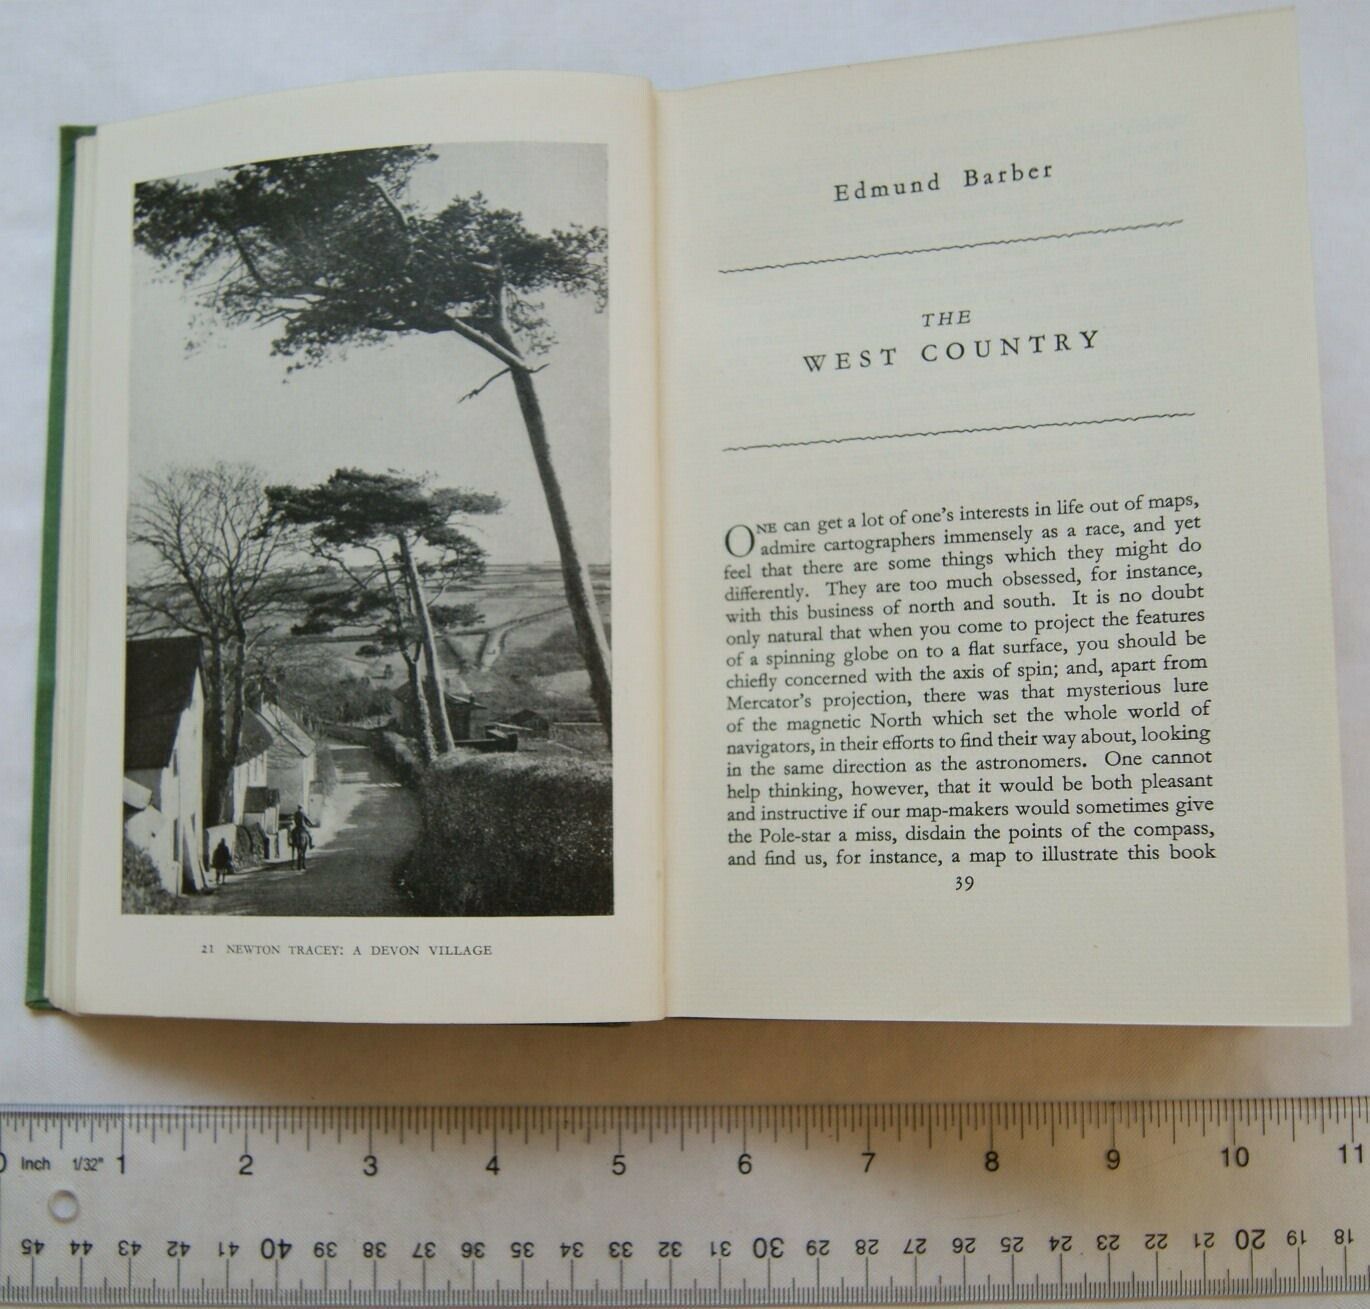 21 NEWTON TRACEY: A DEVON VILLAGE
Edmund Barber
THE
WEST COUNTRY
ONE can get a lot of one's interests in life out of maps,
admire cartographers immensely as a race, and yet
feel that there are some things which they might do
differently. They are too much obsessed, for instance,
with this business of north and south. It is no doubt
only natural that when you come to project the features
of a spinning globe on to a flat surface, you should be
chiefly concerned with the axis of spin; and, apart from
Mercator's projection, there was that mysterious lure
of the magnetic North which set the whole world of
navigators, in their efforts to find their way about, looking
in the same direction as the astronomers. One cannot
help thinking, however, that it would be both pleasant
and instructive if our map-makers would sometimes give
the Pole-star a miss, disdain the points of the compass,
and find us, for instance, a map to illustrate this book
39
0 Inch 1/32" 1 2 3 4 5 6 7 8 9 10 11
45 44 43 42 41 40 39 38 37 36 35 34 33 32 31 30 29 28 27 26 25 24 23 22 21 20 19 18